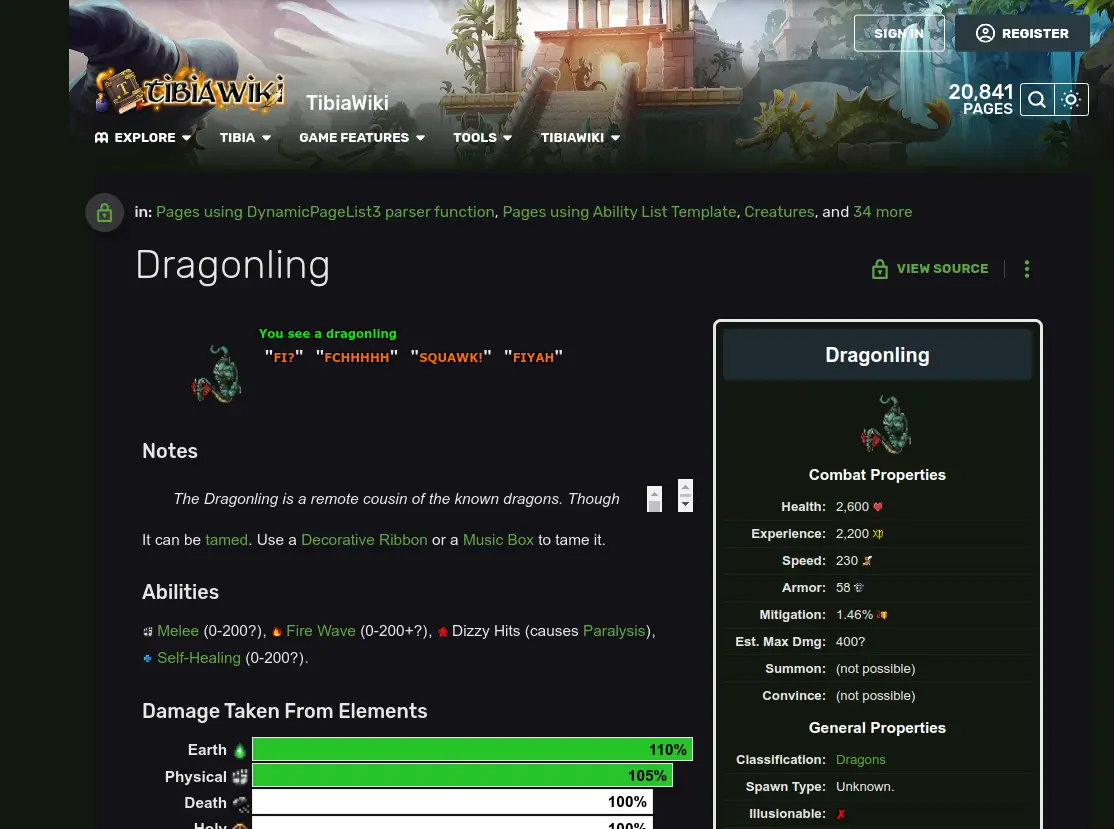 SIGN IN
REGISTER
TIBIAWIKI
TibiaWiki
20,841
PAGES
EXPLORE TIBIA GAME FEATURES TOOLS TIBIAWIKI
in: Pages using DynamicPageList3 parser function, Pages using Ability List Template, Creatures, and 34 more
Dragonling
VIEW SOURCE
You see a dragonling
"FI?" "FCHHHHH" "SQUAWK!" "FIYAH"
Notes
The Dragonling is a remote cousin of the known dragons. Though
It can be tamed. Use a Decorative Ribbon or a Music Box to tame it.
Abilities
Melee (0-200?), Fire Wave (0-200+?), Dizzy Hits (causes Paralysis),
Self-Healing (0-200?).
Damage Taken From Elements
Earth 110%
Physical 105%
Death 100%
Holy 100%
Dragonling
Combat Properties
Health: 2,600
Experience: 2,200
Speed: 230
Armor: 58
Mitigation: 1.46%
Est. Max Dmg: 400?
Summon: (not possible)
Convince: (not possible)
General Properties
Classification: Dragons
Spawn Type: Unknown.
Illusionable: ✗